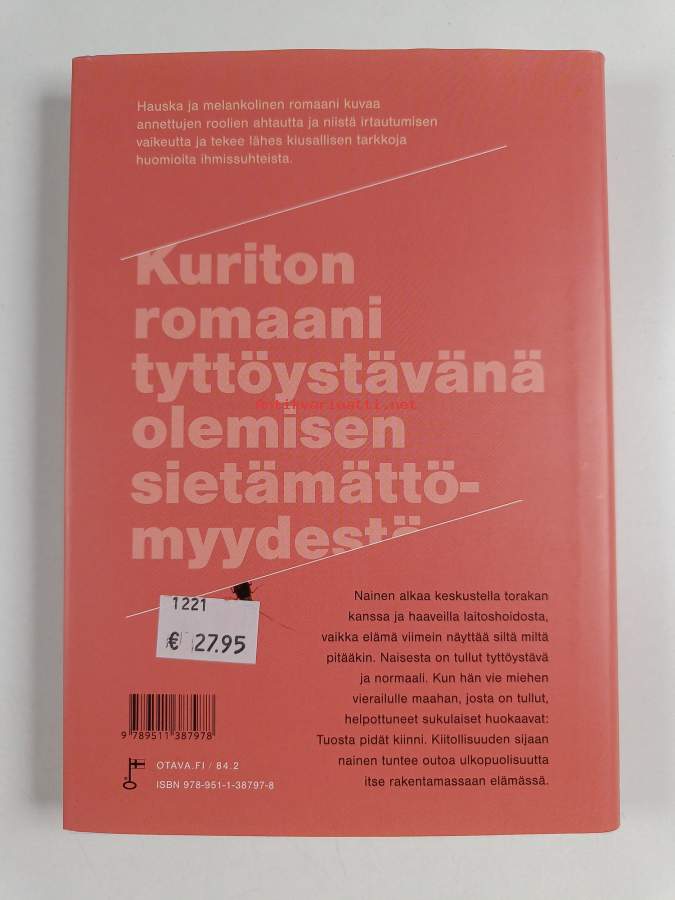 Hauska ja melankolinen romaani kuvaa
annettujen roolien ahtautta ja niistä irtautumisen
vaikeutta ja tekee lähes kiusallisen tarkkoja
huomioita ihmissuhteista.
Kuriton
romaani
tyttöystävänä
Antikvariaatti.net
olemisen
sietämättö-
myydestä
1221
€ 27.95
Nainen alkaa keskustella torakan
kanssa ja haaveilla laitoshoidosta,
vaikka elämä viimein näyttää siltä miltä
pitääkin. Naisesta on tullut tyttöystävä
ja normaali. Kun hän vie miehen
vierailulle maahan, josta on tullut,
helpottuneet sukulaiset huokaavat:
Tuosta pidät kiinni. Kiitollisuuden sijaan
nainen tuntee outoa ulkopuolisuutta
itse rakentamassaan elämässä.
9 789511 387978
OTAVA.FI / 84.2
ISBN 978-951-1-38797-8